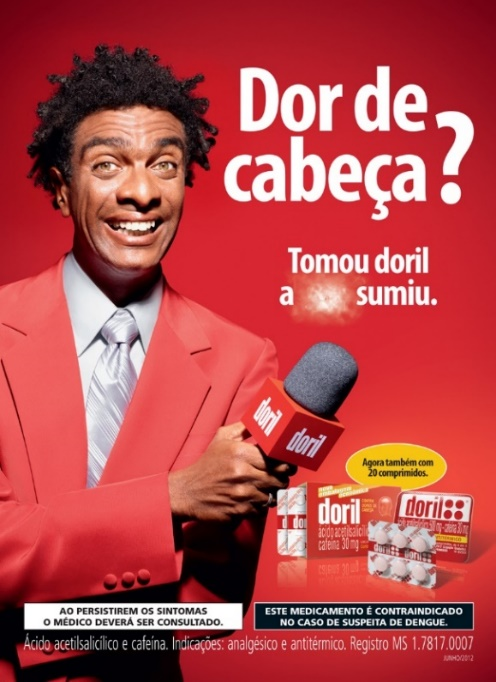 Dor de
cabeça?
Tomou doril
a sumiu.
doril
doril
Agora também com
20 comprimidos.
doril
ácido acetilsalicílico
cafeína 30 mg
doril
AO PERSISTIREM OS SINTOMAS
O MÉDICO DEVERÁ SER CONSULTADO.
ESTE MEDICAMENTO É CONTRAINDICADO
NO CASO DE SUSPEITA DE DENGUE.
Ácido acetilsalicílico e cafeína. Indicações: analgésico e antitérmico. Registro MS 1.7817.0007
JUNHO/2012